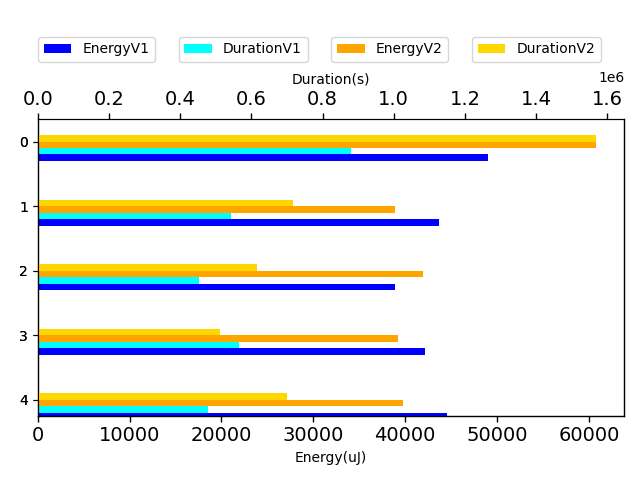 EnergyV1 DurationV1 EnergyV2 DurationV2
Duration(s)
1e6
0.0 0.2 0.4 0.6 0.8 1.0 1.2 1.4 1.6
0
1
2
3
4
0 10000 20000 30000 40000 50000 60000
Energy(uJ)